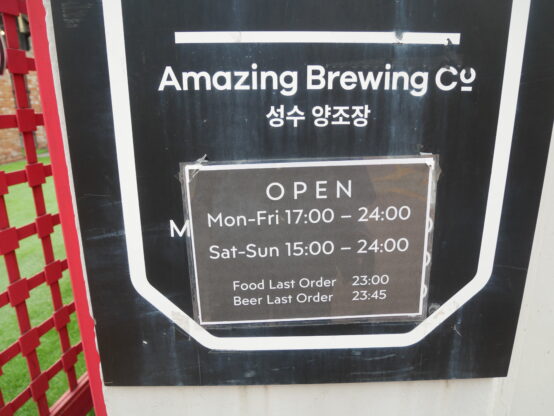 Amazing Brewing Co
성수 양조장
OPEN
Mon-Fri 17:00 – 24:00
Sat-Sun 15:00 – 24:00
Food Last Order 23:00
Beer Last Order 23:45